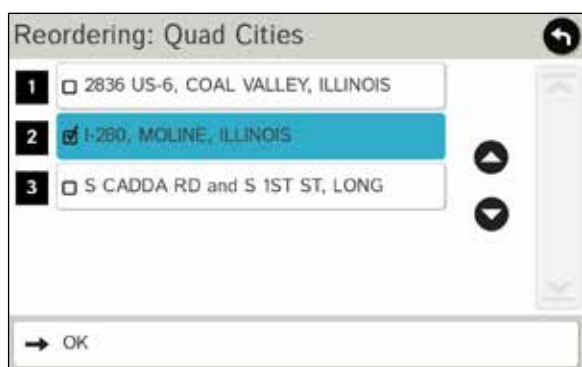 Reordering: Quad Cities
1 2836 US-6, COAL VALLEY, ILLINOIS
2 I-280, MOLINE, ILLINOIS
3 S CADDA RD and S 1ST ST, LONG
OK